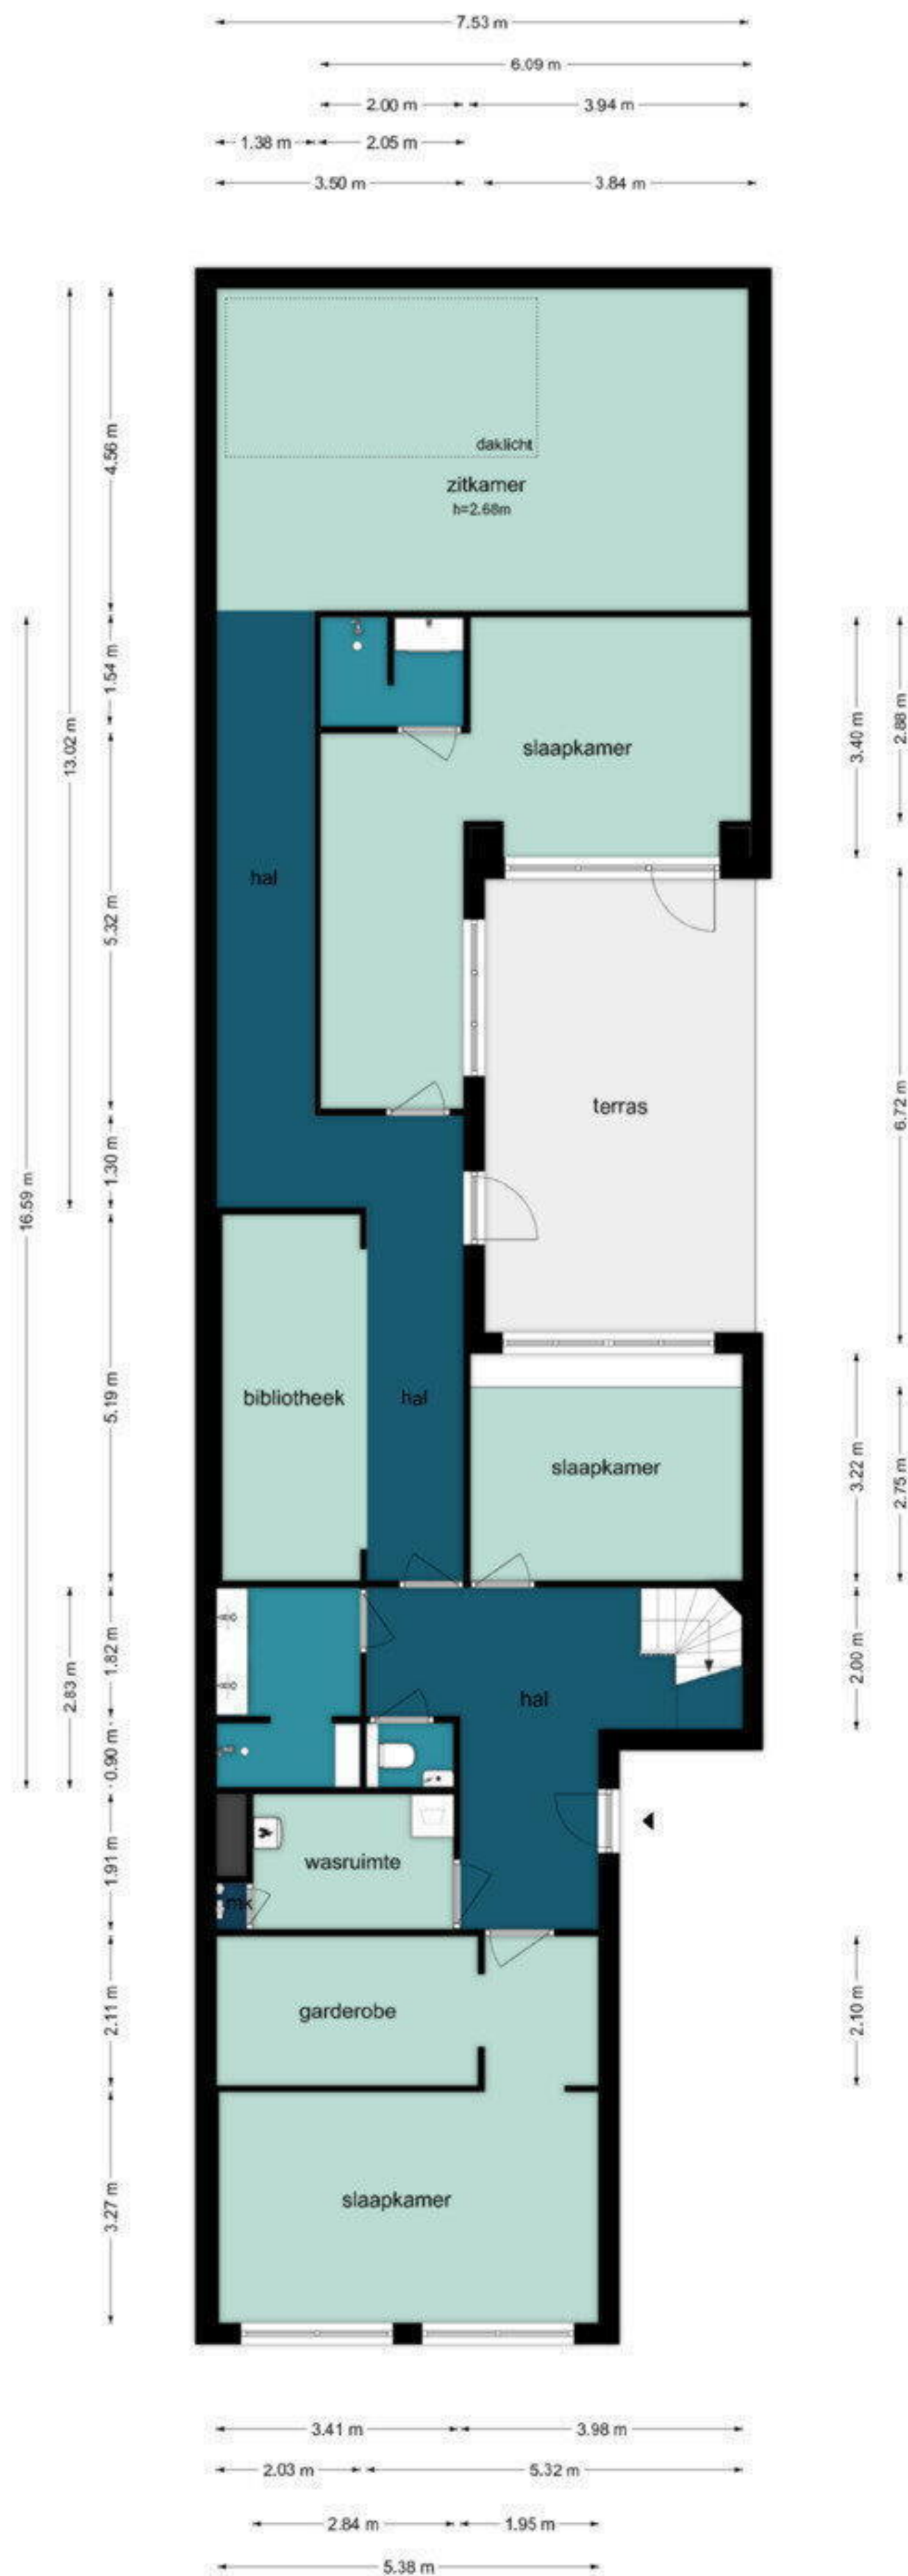 7.53 m
6.09 m
2.00 m
3.94 m
1.38 m
2.05 m
3.50 m
3.84 m
4.56 m
daklicht
zitkamer
h=2.68m
1.54 m
13.02 m
3.40 m
2.88 m
slaapkamer
hal
5.32 m
terras
6.72 m
1.30 m
16.59 m
5.19 m
bibliotheek
hal
slaapkamer
3.22 m
2.75 m
2.83 m
1.82 m
hal
2.00 m
0.90 m
1.91 m
wasruimte
mk
2.11 m
garderobe
2.10 m
3.27 m
slaapkamer
3.41 m
3.98 m
2.03 m
5.32 m
2.84 m
1.95 m
5.38 m